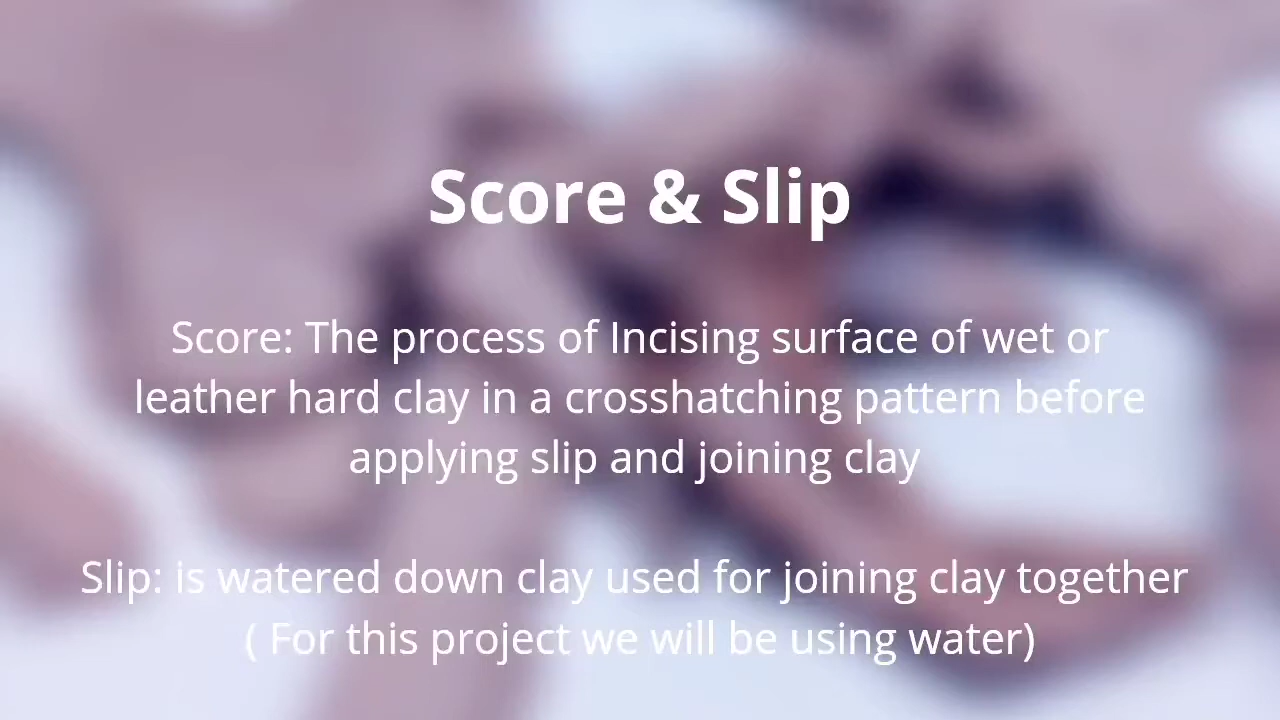 Score & Slip
Score: The process of Incising surface of wet or
leather hard clay in a crosshatching pattern before
applying slip and joining clay
Slip: is watered down clay used for joining clay together
( For this project we will be using water)